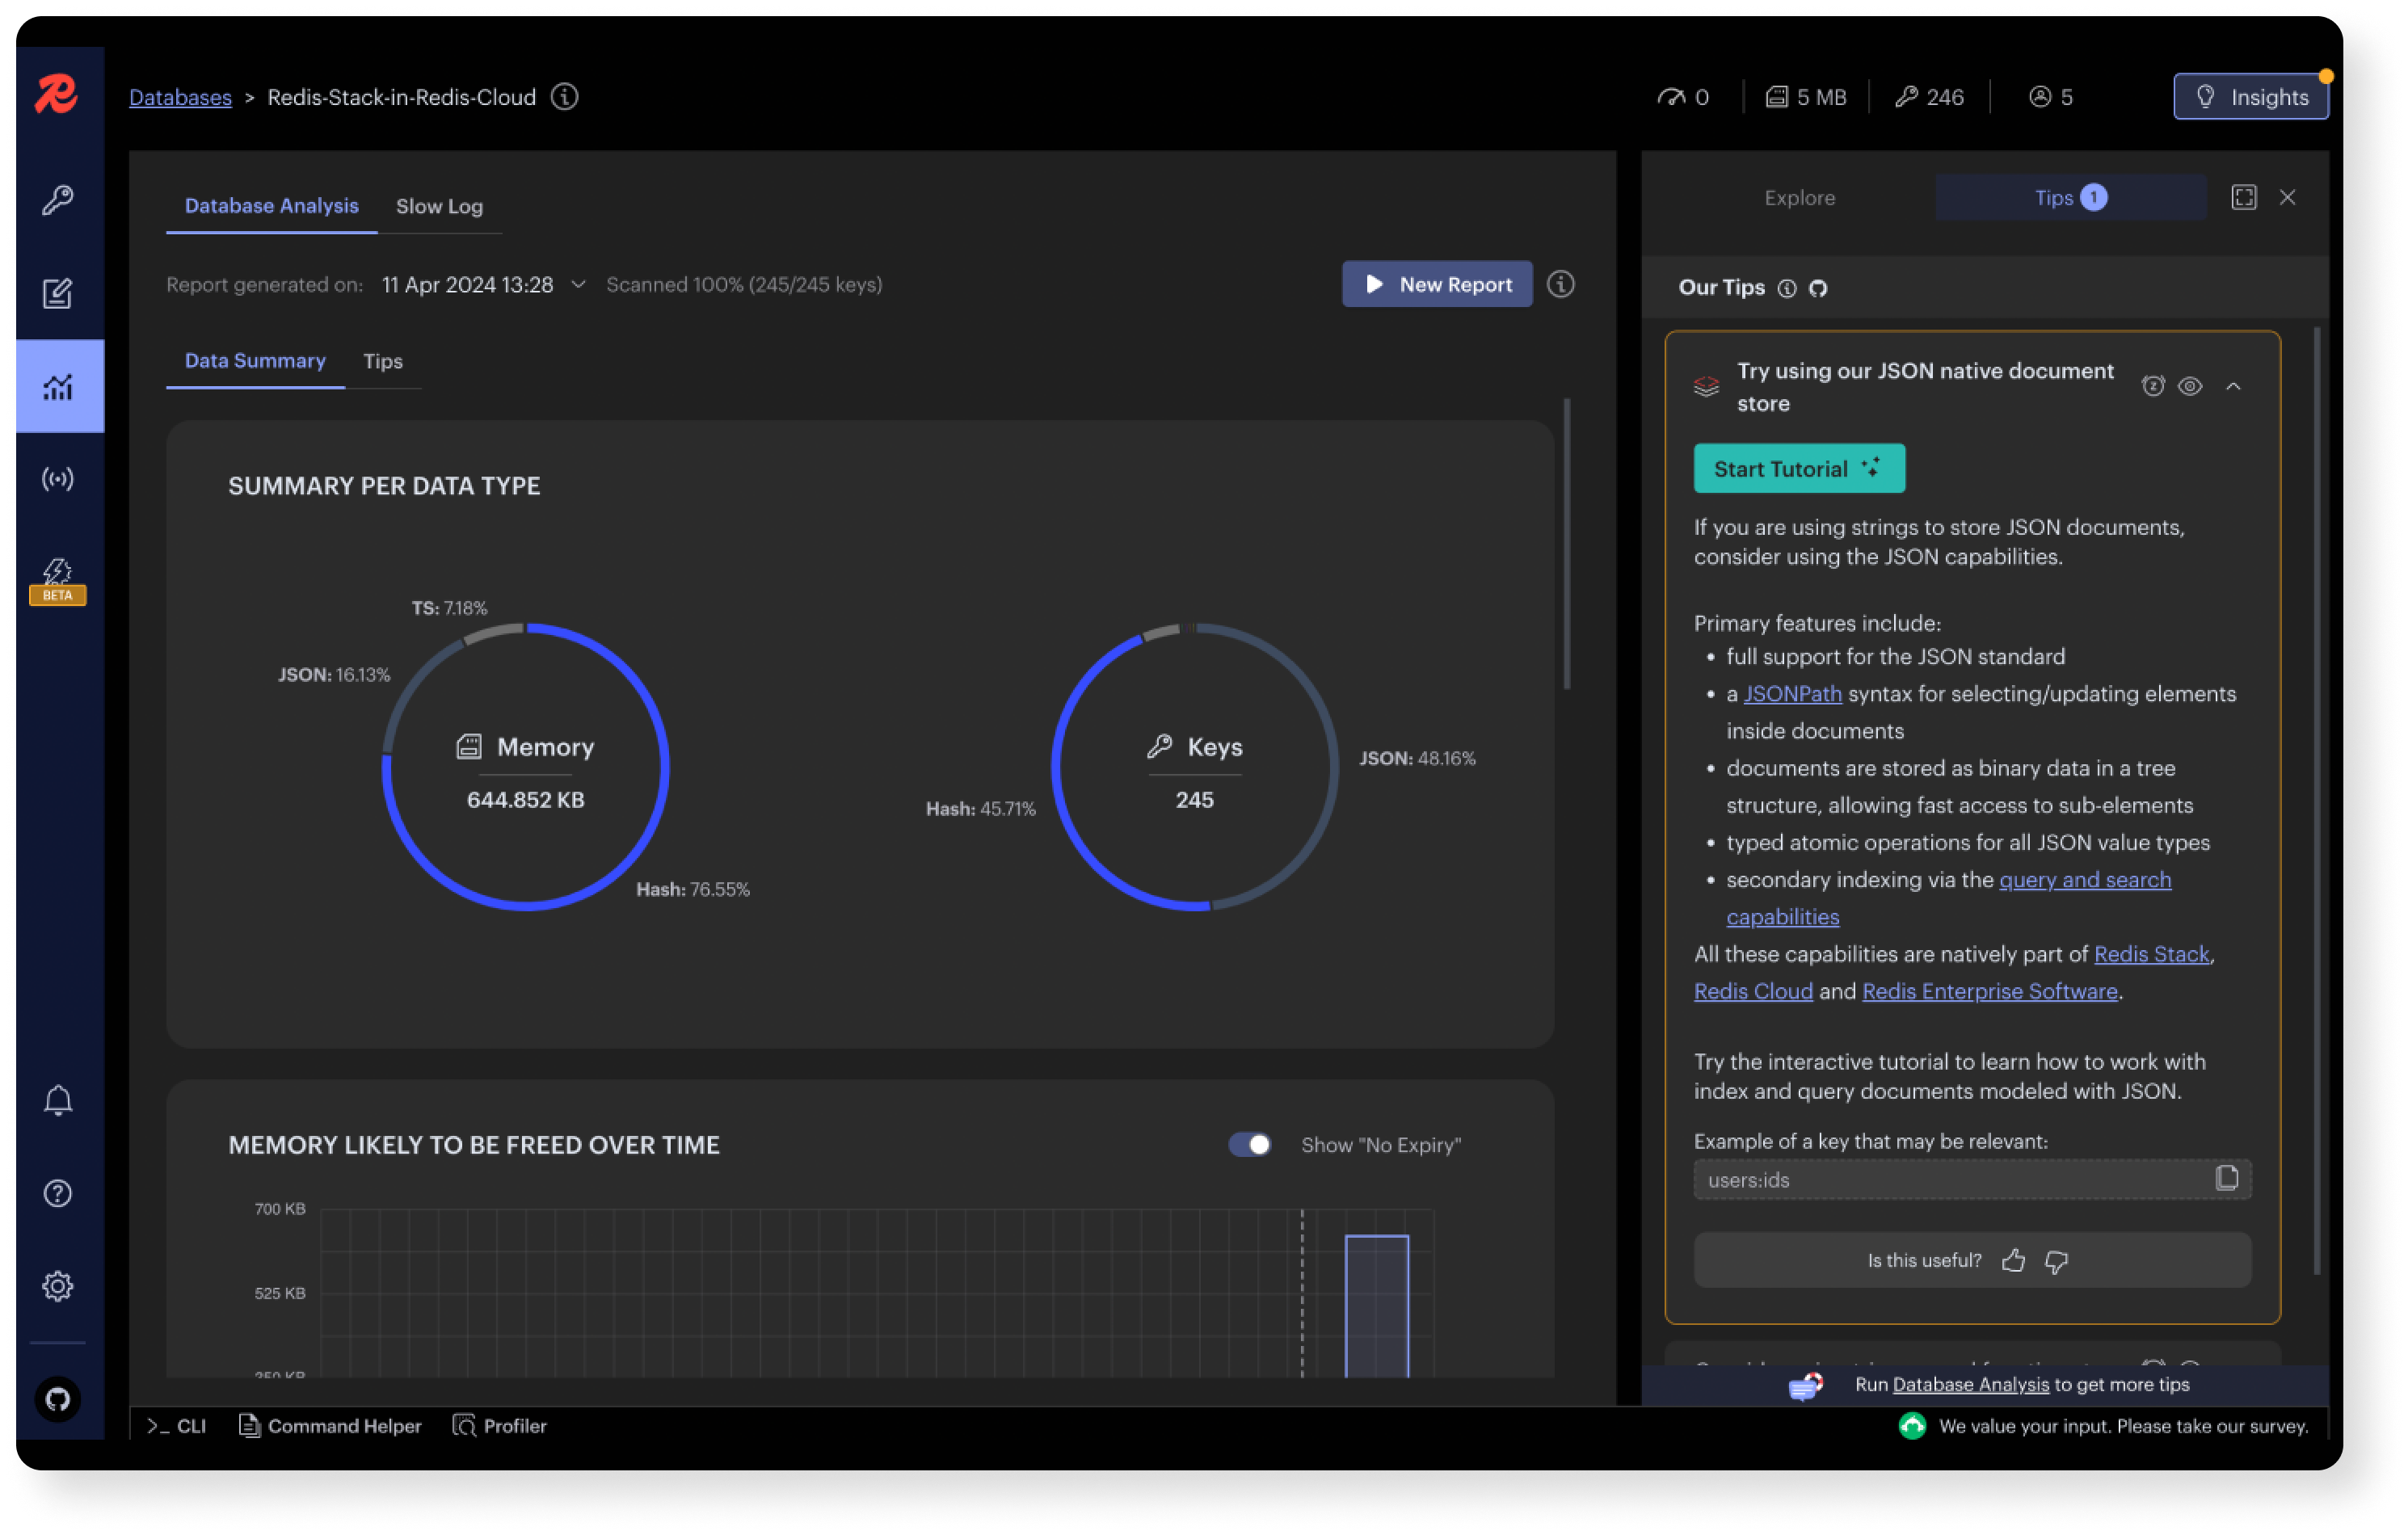 Databases > Redis-Stack-in-Redis-Cloud
0
5 MB
246
5
Insights
BETA
Database Analysis
Slow Log
Report generated on: 11 Apr 2024 13:28
Scanned 100% (245/245 keys)
New Report
Data Summary
Tips
SUMMARY PER DATA TYPE
TS: 7.18%
JSON: 16.13%
Memory
644.852 KB
Hash: 76.55%
Keys
245
JSON: 48.16%
Hash: 45.71%
MEMORY LIKELY TO BE FREED OVER TIME
Show "No Expiry"
700 KB
525 KB
350 KB
Explore
Tips 1
Our Tips
Try using our JSON native document
store
Start Tutorial
If you are using strings to store JSON documents,
consider using the JSON capabilities.
Primary features include:
• full support for the JSON standard
• a JSONPath syntax for selecting/updating elements
inside documents
• documents are stored as binary data in a tree
structure, allowing fast access to sub-elements
• typed atomic operations for all JSON value types
• secondary indexing via the query and search
capabilities
All these capabilities are natively part of Redis Stack,
Redis Cloud and Redis Enterprise Software.
Try the interactive tutorial to learn how to work with
index and query documents modeled with JSON.
Example of a key that may be relevant:
users:ids
Is this useful?
Run Database Analysis to get more tips
>_ CLI
Command Helper
Profiler
We value your input. Please take our survey.